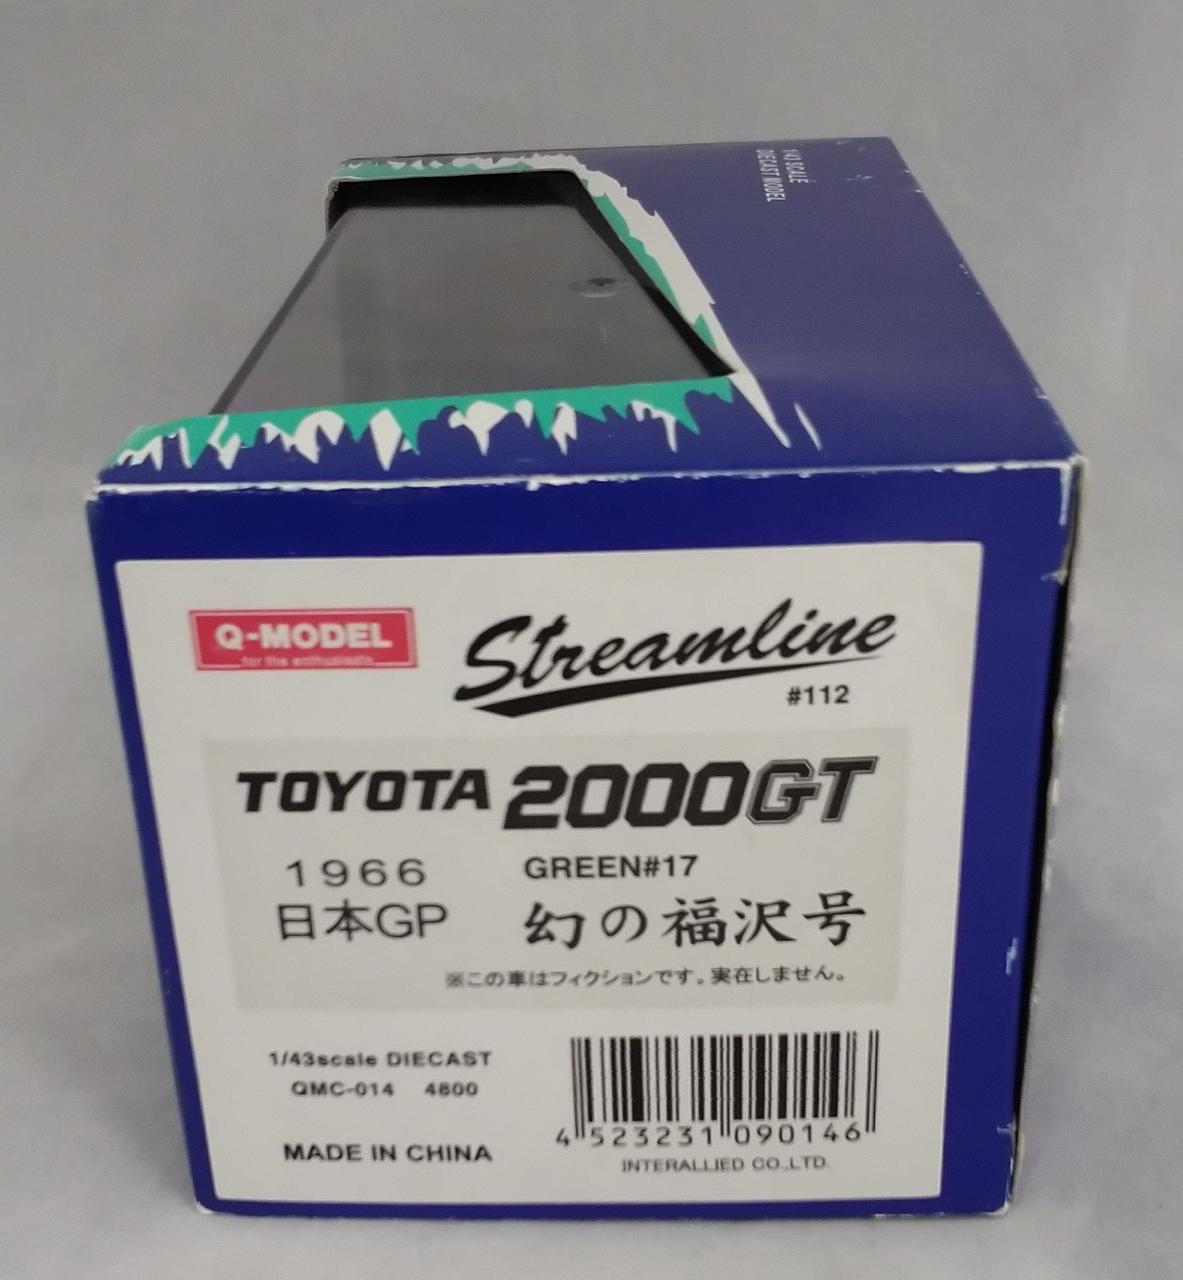 1/43 SCALE
DIECAST MODEL
Q-MODEL
for the enthusiasts
Streamline
#112
TOYOTA 2000GT
1966 GREEN#17
日本GP 幻の福沢号
※この車はフィクションです。実在しません。
1/43scale DIECAST
QMC-014 4800
MADE IN CHINA
4 523231 090146
INTERALLIED CO.,LTD.